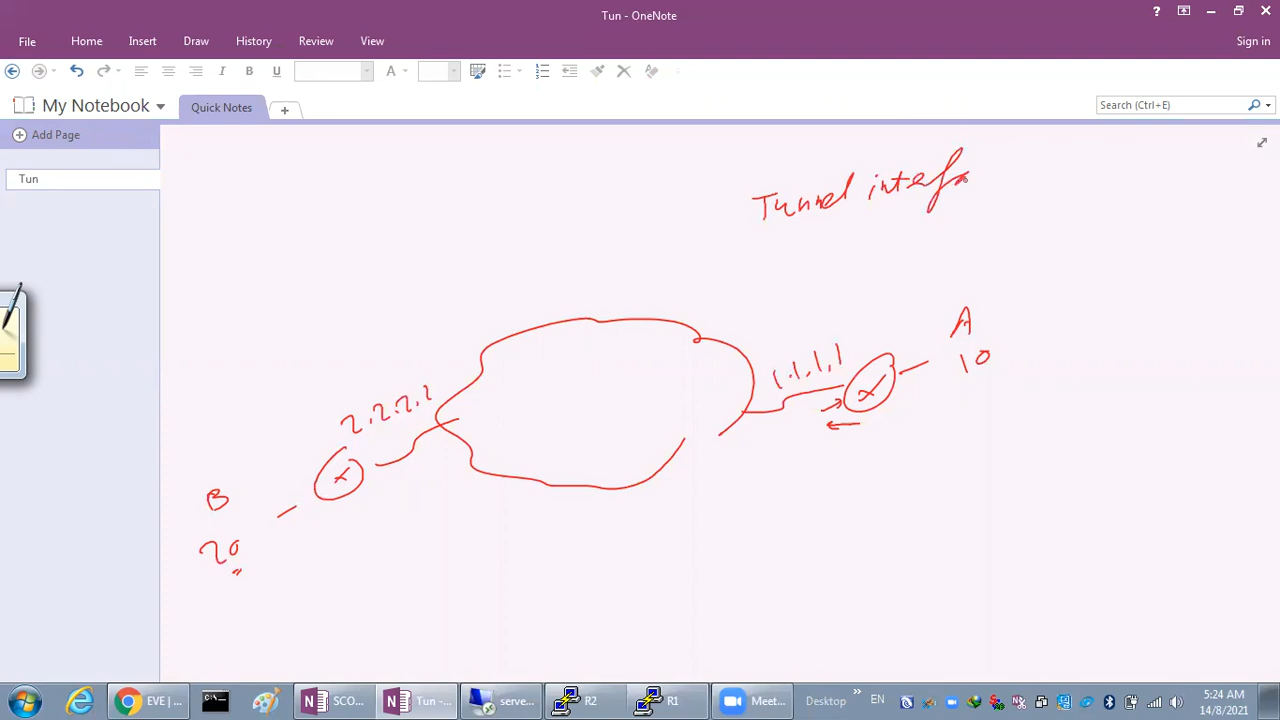 Tun - OneNote
File Home Insert Draw History Review View
Sign in
I B U A
My Notebook Quick Notes
Search (Ctrl+E)
Add Page
Tun
Tunnel interf
A
1.1.1.1
10
2.2.2.2
B
20
EVE | ... SCO... Tun -... serve... R2 R1 Meet... Desktop EN
5:24 AM
14/8/2021